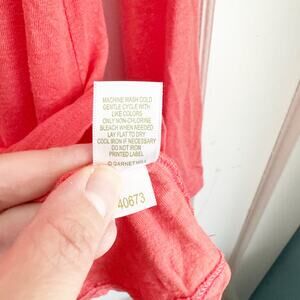 MACHINE WASH COLD
GENTLE CYCLE WITH
LIKE COLORS
ONLY NON-CHLORINE
BLEACH WHEN NEEDED
LAY FLAT TO DRY
COOL IRON IF NECESSARY
DO NOT IRON
PRINTED LABEL
© GARNET HILL
40673